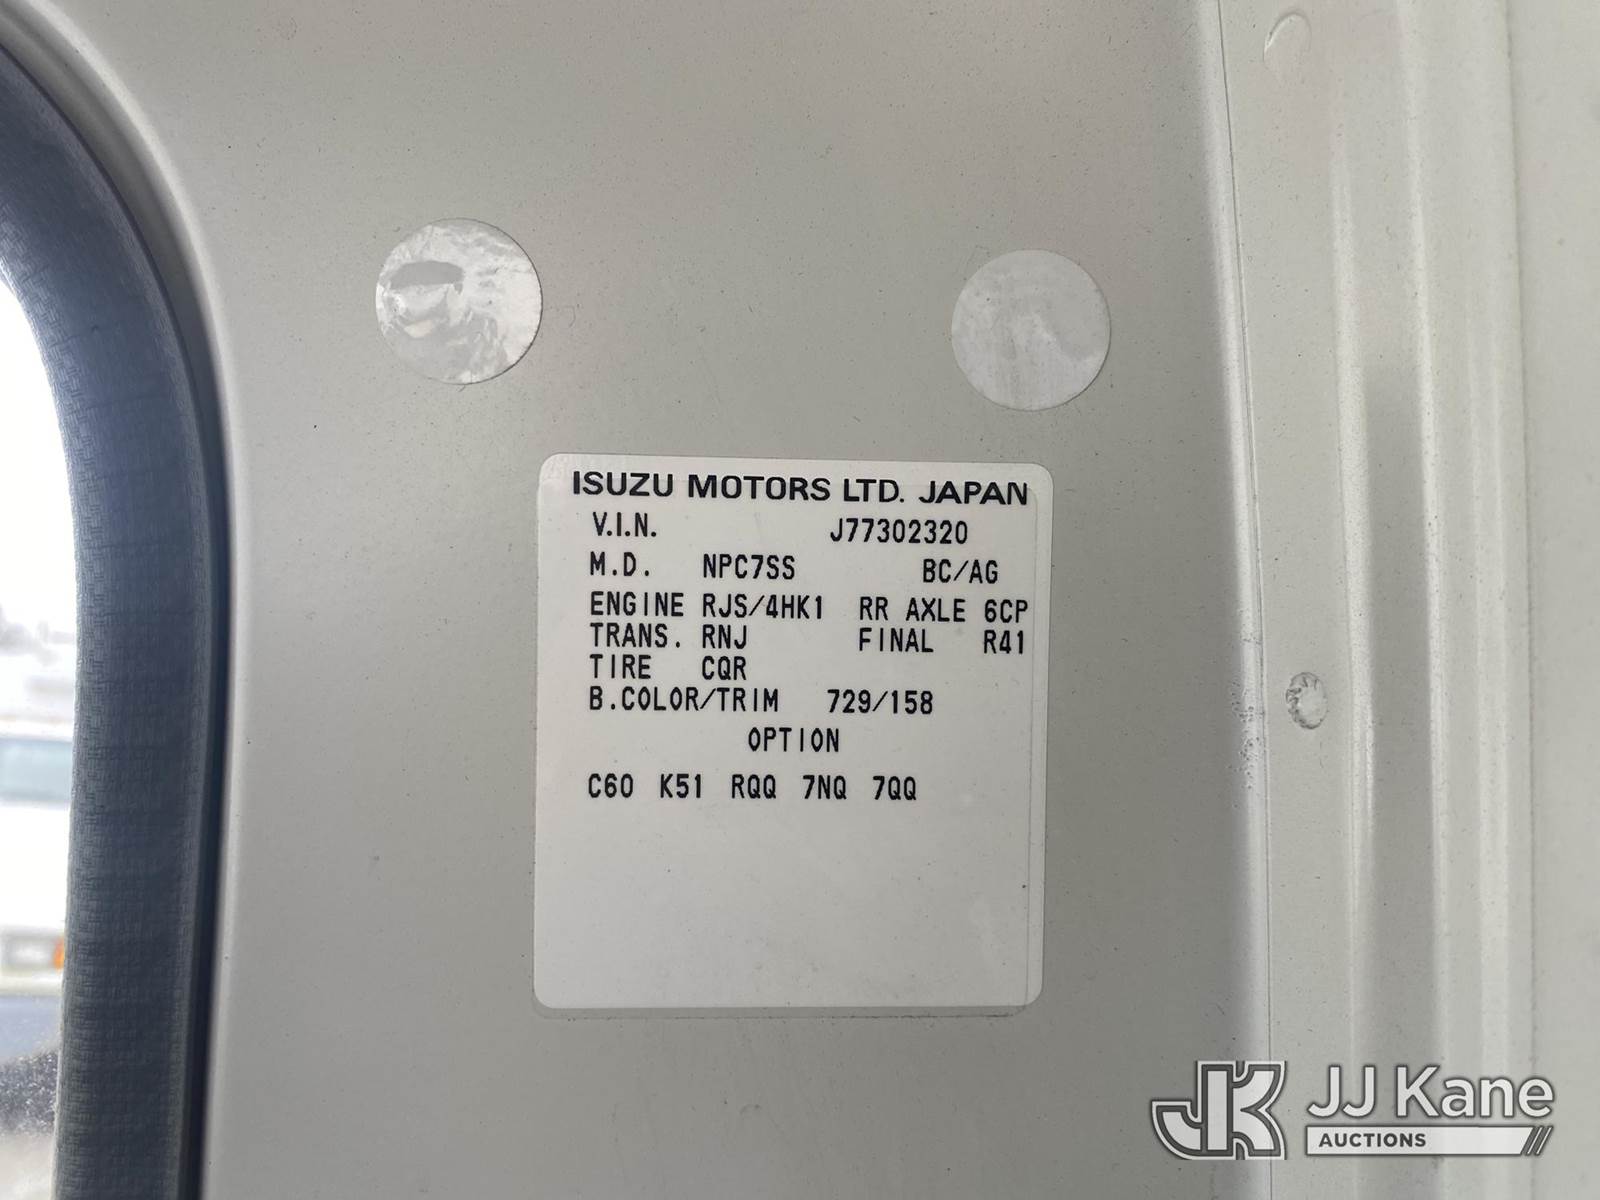 ISUZU MOTORS LTD. JAPAN
V.I.N. J77302320
M.D. NPC7SS BC/AG
ENGINE RJS/4HK1 RR AXLE 6CP
TRANS. RNJ FINAL R41
TIRE CQR
B.COLOR/TRIM 729/158
OPTION
C60 K51 RQQ 7NQ 7QQ
JK JJ Kane
AUCTIONS